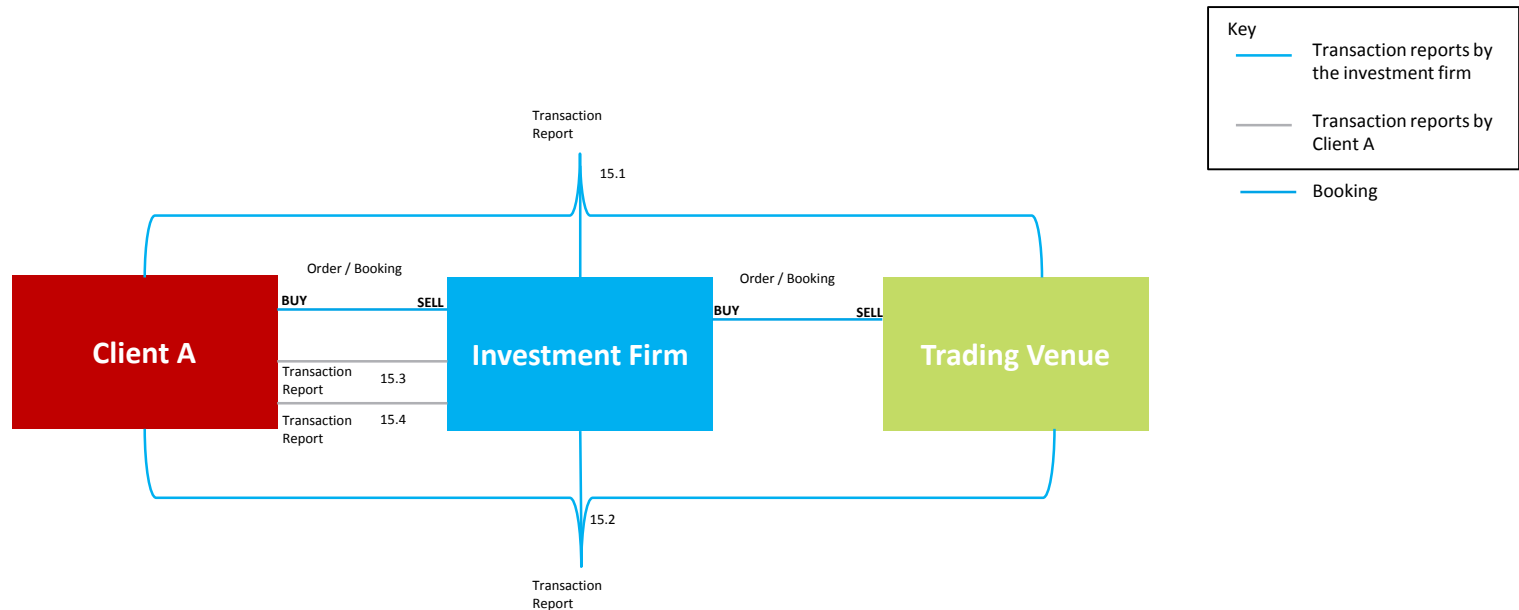 Key
Transaction reports by
the investment firm
Transaction reports by
Client A
Booking
Transaction
Report
15.1
Order / Booking
BUY
SELL
Order / Booking
BUY
SELL
Client A
Investment Firm
Trading Venue
Transaction
Report
15.3
Transaction
Report
15.4
15.2
Transaction
Report